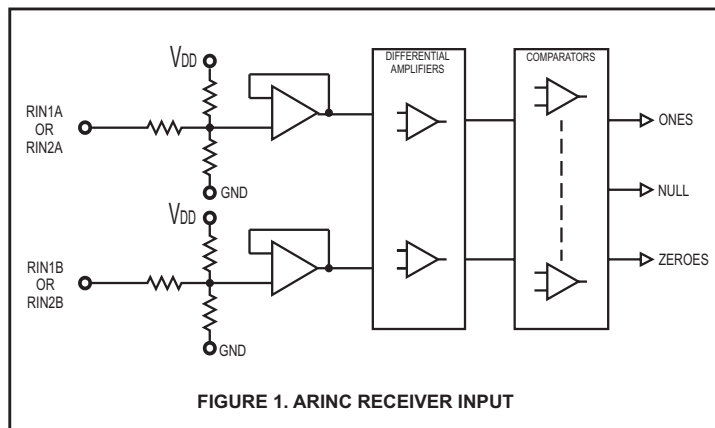 VDD
DIFFERENTIAL
AMPLIFIERS
COMPARATORS
RIN1A
OR
RIN2A
ONES
GND
NULL
VDD
RIN1B
OR
RIN2B
ZEROES
GND
FIGURE 1. ARINC RECEIVER INPUT